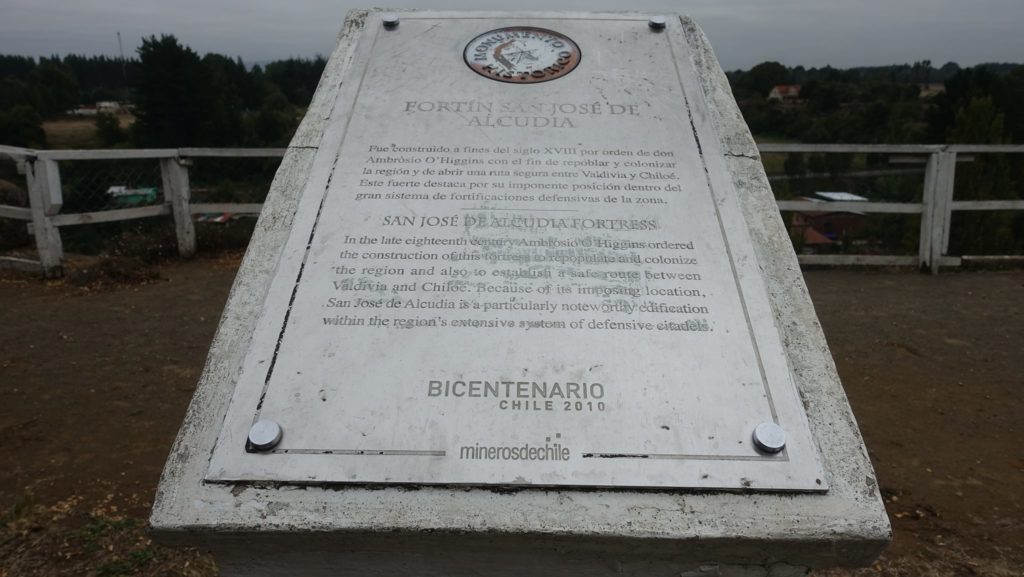 MONUMENTO
HISTORICO
FORTÍN SAN JOSÉ DE
ALCUDIA
Fue construido a fines del siglo XVIII por orden de don
Ambrosio O'Higgins con el fin de repoblar y colonizar
la región y de abrir una ruta segura entre Valdivia y Chiloé.
Este fuerte destaca por su imponente posición dentro del
gran sistema de fortificaciones defensivas de la zona.
SAN JOSÉ DE ALCUDIA FORTRESS
In the late eighteenth century Ambrosio O'Higgins ordered
the construction of this fortress to repopulate and colonize
the region and also to establish a safe route between
Valdivia and Chiloé. Because of its imposing location,
San José de Alcudia is a particularly noteworthy edification
within the region's extensive system of defensive citadels.
BICENTENARIO
CHILE 2010
minerosdechile